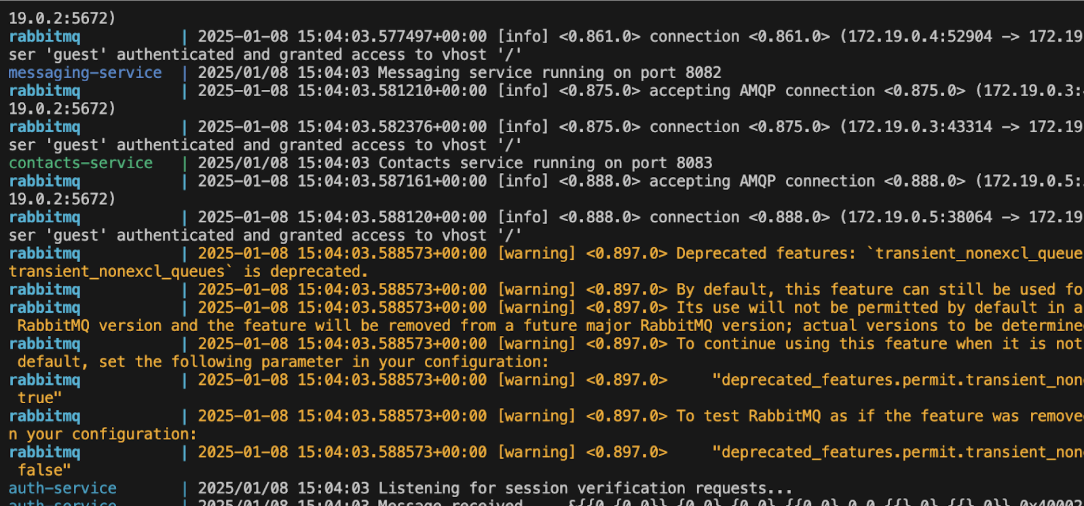 19.0.2:5672)
rabbitmq | 2025-01-08 15:04:03.577497+00:00 [info] <0.861.0> connection <0.861.0> (172.19.0.4:52904 -> 172.19
ser 'guest' authenticated and granted access to vhost '/'
messaging-service | 2025/01/08 15:04:03 Messaging service running on port 8082
rabbitmq | 2025-01-08 15:04:03.581210+00:00 [info] <0.875.0> accepting AMQP connection <0.875.0> (172.19.0.3:
19.0.2:5672)
rabbitmq | 2025-01-08 15:04:03.582376+00:00 [info] <0.875.0> connection <0.875.0> (172.19.0.3:43314 -> 172.19
ser 'guest' authenticated and granted access to vhost '/'
contacts-service | 2025/01/08 15:04:03 Contacts service running on port 8083
rabbitmq | 2025-01-08 15:04:03.587161+00:00 [info] <0.888.0> accepting AMQP connection <0.888.0> (172.19.0.5:
19.0.2:5672)
rabbitmq | 2025-01-08 15:04:03.588120+00:00 [info] <0.888.0> connection <0.888.0> (172.19.0.5:38064 -> 172.19
ser 'guest' authenticated and granted access to vhost '/'
rabbitmq | 2025-01-08 15:04:03.588573+00:00 [warning] <0.897.0> Deprecated features: `transient_nonexcl_queue
transient_nonexcl_queues` is deprecated.
rabbitmq | 2025-01-08 15:04:03.588573+00:00 [warning] <0.897.0> By default, this feature can still be used fo
rabbitmq | 2025-01-08 15:04:03.588573+00:00 [warning] <0.897.0> Its use will not be permitted by default in a
RabbitMQ version and the feature will be removed from a future major RabbitMQ version; actual versions to be determine
rabbitmq | 2025-01-08 15:04:03.588573+00:00 [warning] <0.897.0> To continue using this feature when it is not
default, set the following parameter in your configuration:
rabbitmq | 2025-01-08 15:04:03.588573+00:00 [warning] <0.897.0> "deprecated_features.permit.transient_non
true"
rabbitmq | 2025-01-08 15:04:03.588573+00:00 [warning] <0.897.0> To test RabbitMQ as if the feature was remove
n your configuration:
rabbitmq | 2025-01-08 15:04:03.588573+00:00 [warning] <0.897.0> "deprecated_features.permit.transient_non
false"
auth-service | 2025/01/08 15:04:03 Listening for session verification requests...
auth-service | 2025/01/08 15:04:03 Message received